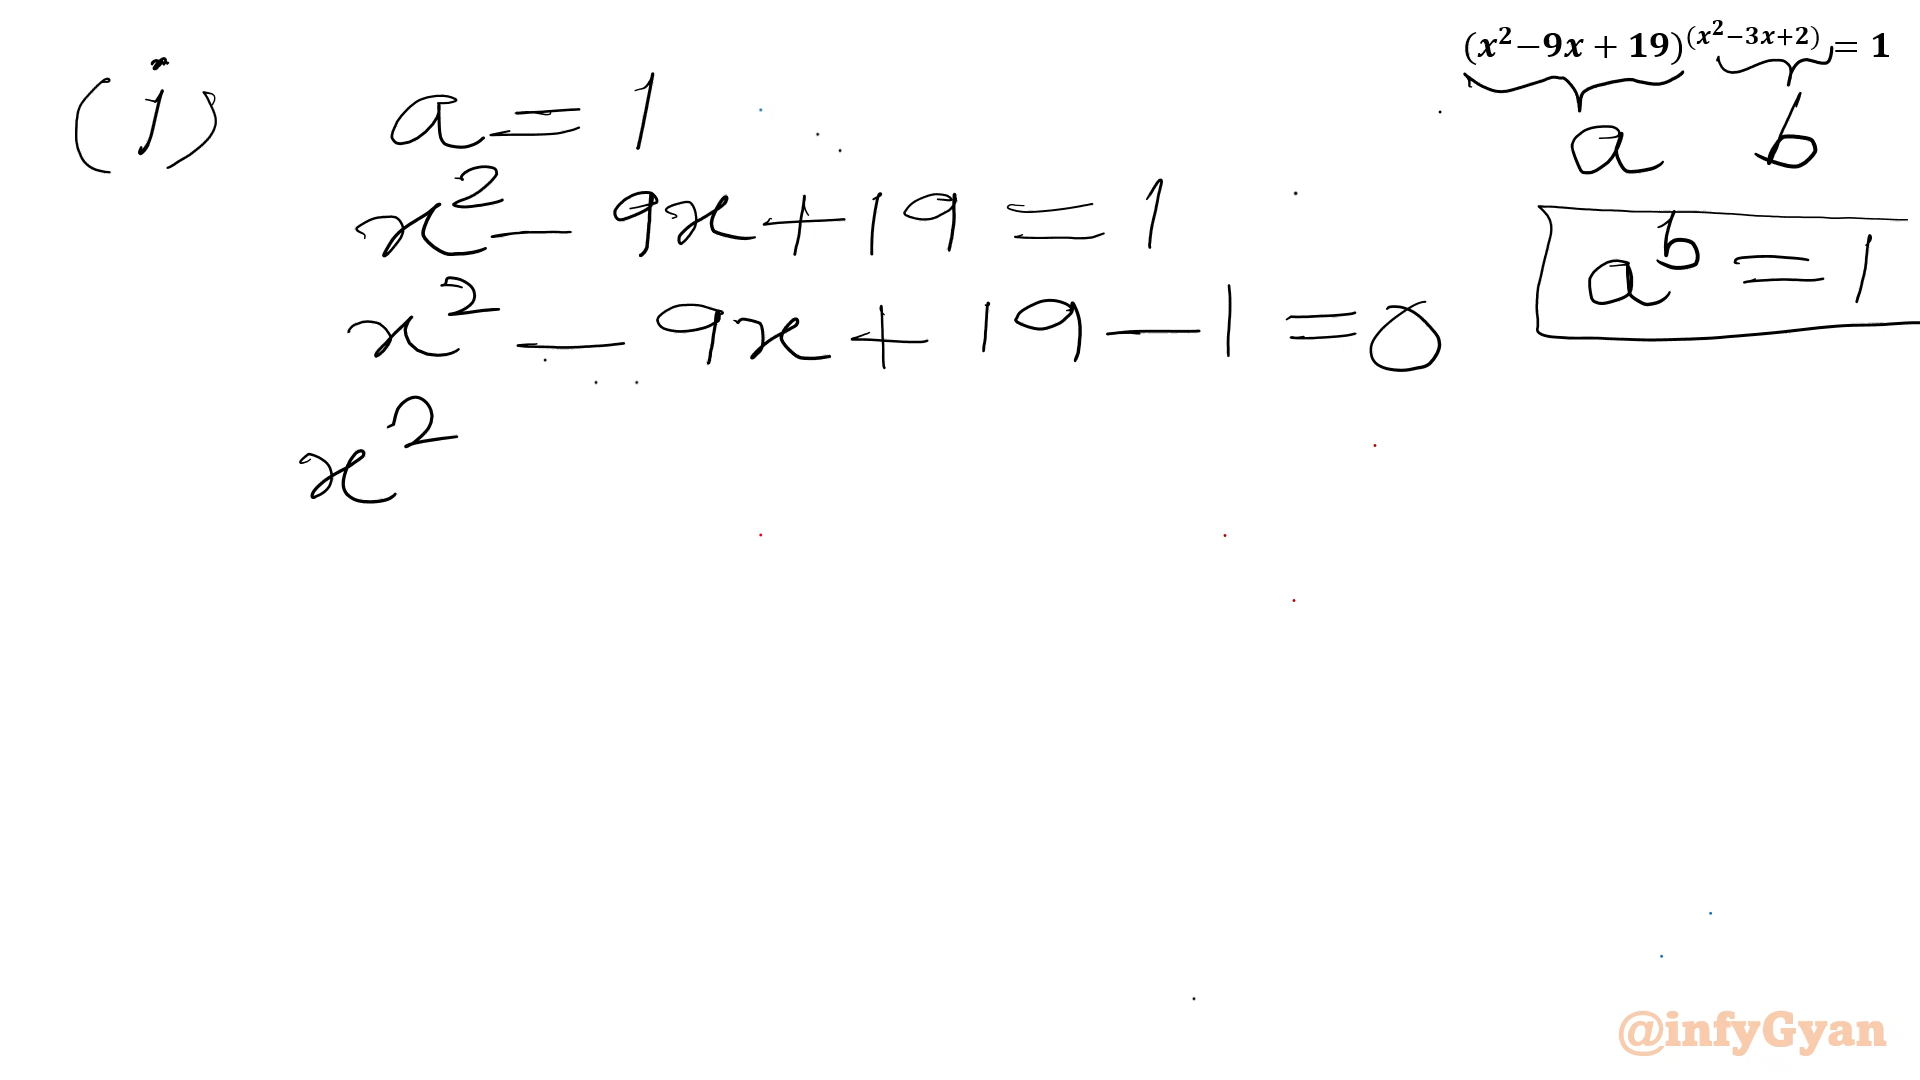 (x²−9x + 19)^(x²−3x+2) = 1
a b
a^b = 1
(i) a = 1
x² − 9x + 19 = 1
x² − 9x + 19 − 1 = 0
x²
@infyGyan